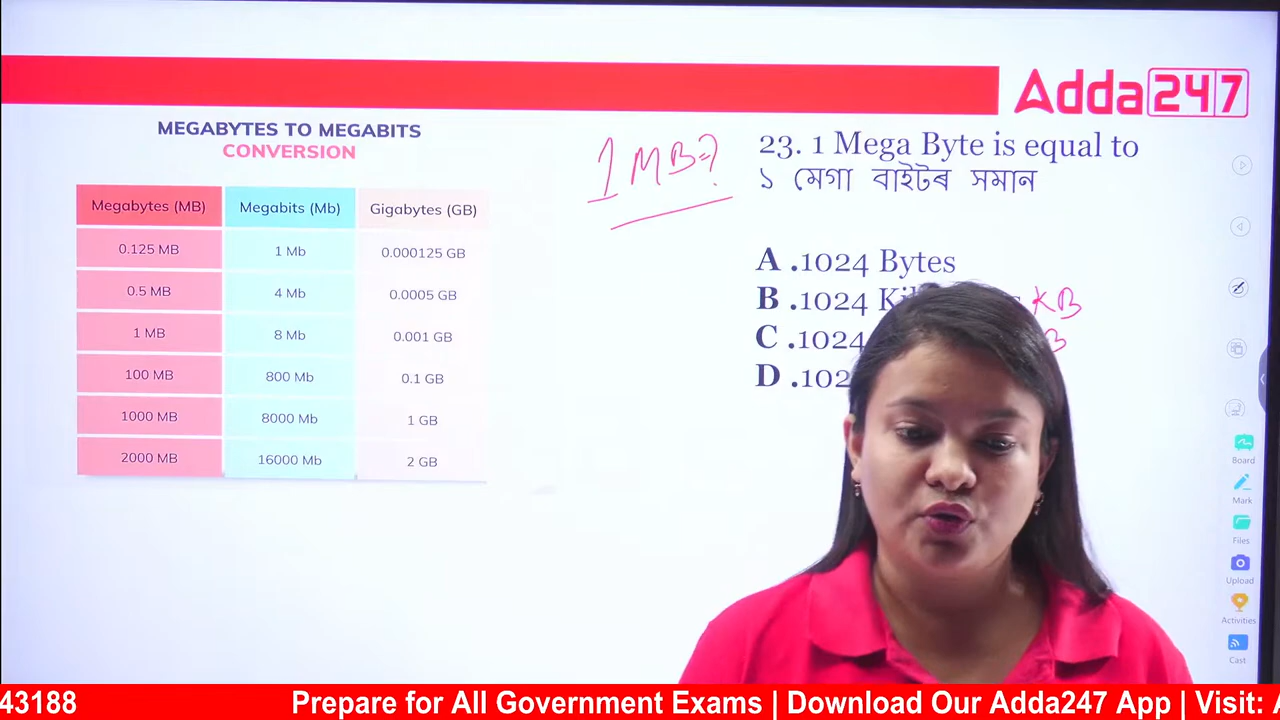 Adda247
MEGABYTES TO MEGABITS
CONVERSION
Megabytes (MB) Megabits (Mb) Gigabytes (GB)
0.125 MB 1 Mb 0.000125 GB
0.5 MB 4 Mb 0.0005 GB
1 MB 8 Mb 0.001 GB
100 MB 800 Mb 0.1 GB
1000 MB 8000 Mb 1 GB
2000 MB 16000 Mb 2 GB
1 MB=?
23. 1 Mega Byte is equal to
১ মেগা বাইটৰ সমান
A .1024 Bytes
B .1024 KB
C .1024 B
D .102
Board
Mark
Files
Upload
Activities
Cast
43188 Prepare for All Government Exams | Download Our Adda247 App | Visit: